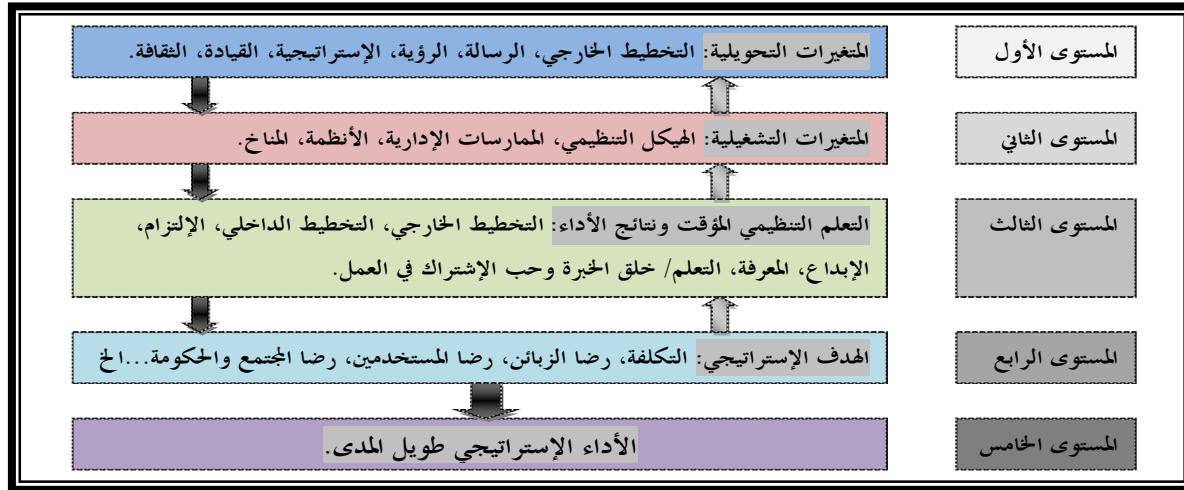 المستوى الأول
المتغيرات التحويلية: التخطيط الخارجي، الرسالة، الرؤية، الإستراتيجية، القيادة، الثقافة.
المستوى الثاني
المتغيرات التشغيلية: الهيكل التنظيمي، الممارسات الإدارية، الأنظمة، المناخ.
المستوى الثالث
التعلم التنظيمي المؤقت ونتائج الأداء: التخطيط الخارجي، التخطيط الداخلي، الإلتزام،
الإبداع، المعرفة، التعلم/ خلق الخبرة وحب الإشتراك في العمل.
المستوى الرابع
الهدف الإستراتيجي: التكلفة، رضا الزبائن، رضا المستخدمين، رضا المجتمع والحكومة...الخ
المستوى الخامس
الأداء الإستراتيجي طويل المدى.